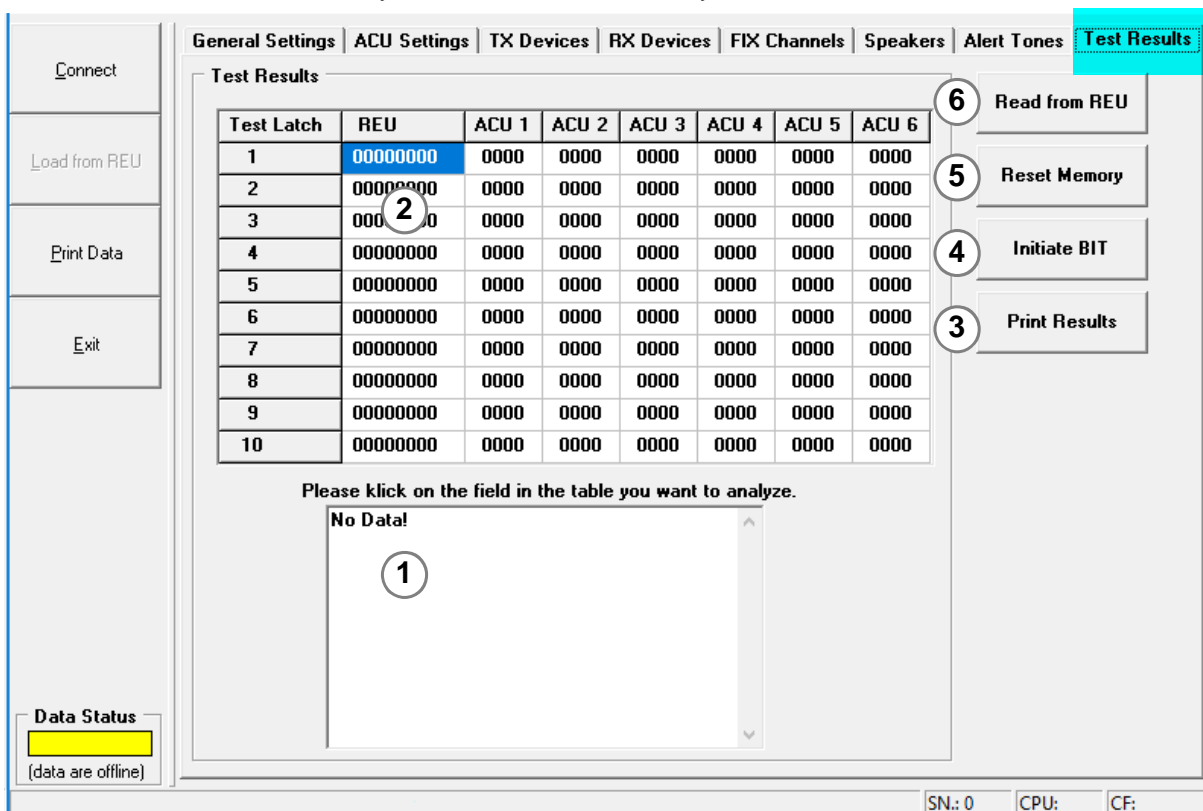 General Settings ACU Settings TX Devices RX Devices FIX Channels Speakers Alert Tones Test Results
Connect
Load from REU
Print Data
Exit
Test Results
Test Latch REU ACU 1 ACU 2 ACU 3 ACU 4 ACU 5 ACU 6
1 00000000 0000 0000 0000 0000 0000 0000
2 00000000 0000 0000 0000 0000 0000 0000
3 0000 0000 0000 0000 0000 0000
4 00000000 0000 0000 0000 0000 0000 0000
5 00000000 0000 0000 0000 0000 0000 0000
6 00000000 0000 0000 0000 0000 0000 0000
7 00000000 0000 0000 0000 0000 0000 0000
8 00000000 0000 0000 0000 0000 0000 0000
9 00000000 0000 0000 0000 0000 0000 0000
10 00000000 0000 0000 0000 0000 0000 0000
2
Please klick on the field in the table you want to analyze.
No Data!
1
6 Read from REU
5 Reset Memory
4 Initiate BIT
3 Print Results
Data Status
(data are offline)
SN.: 0 CPU: CF: